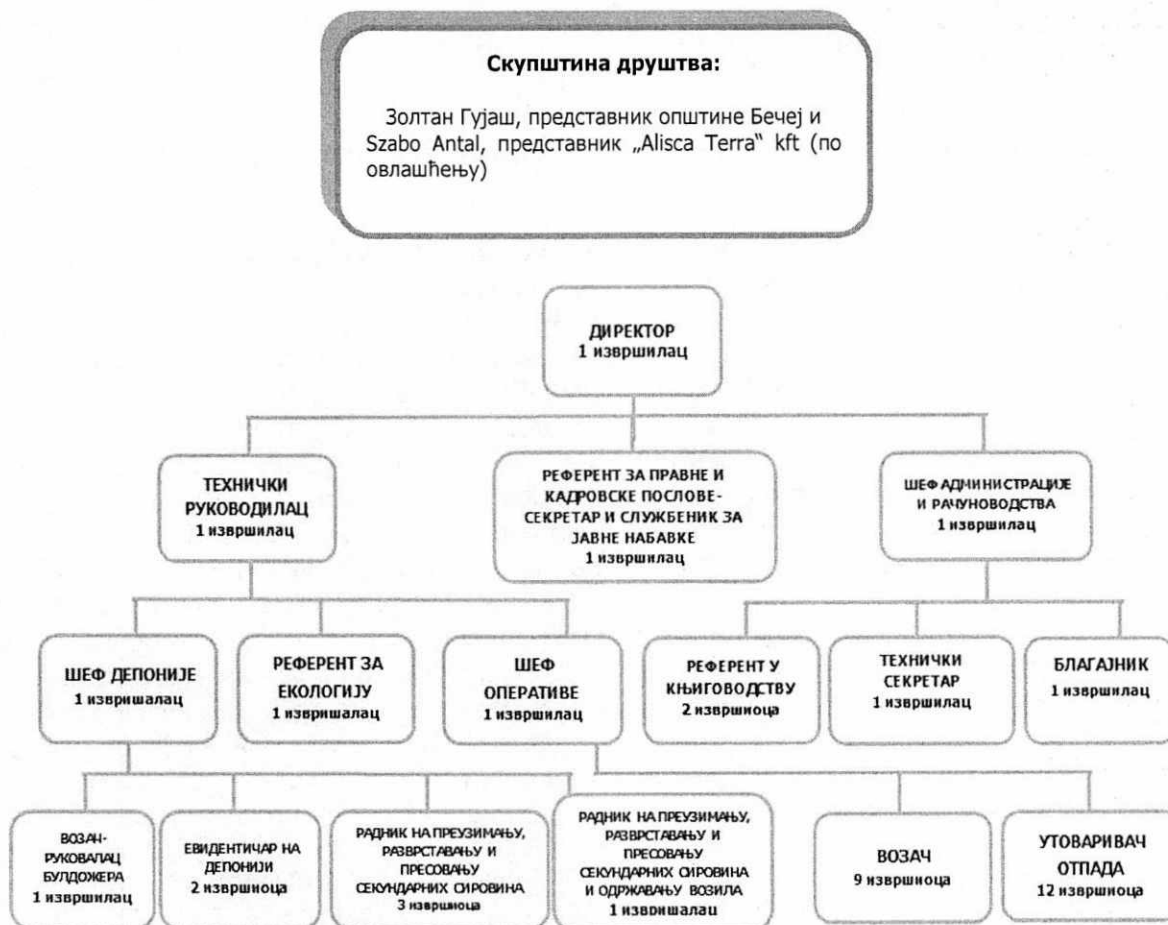 Скупштина друштва:
Золтан Гујаш, представник општине Бечеј и
Szabo Antal, представник „Alisca Terra“ kft (по
овлашћењу)
ДИРЕКТОР
1 извршилац
ТЕХНИЧКИ
РУКОВОДИЛАЦ
1 извршилац
РЕФЕРЕНТ ЗА ПРАВНЕ И
КАДРОВСКЕ ПОСЛОВЕ-
СЕКРЕТАР И СЛУЖБЕНИК ЗА
ЈАВНЕ НАБАВКЕ
1 извршилац
ШЕФ АДМИНИСТРАЦИЈЕ
И РАЧУНОВОДСТВА
1 извршилац
ШЕФ ДЕПОНИЈЕ
1 извришалац
РЕФЕРЕНТ ЗА
ЕКОЛОГИЈУ
1 извришалац
ШЕФ
ОПЕРАТИВЕ
1 извршилац
РЕФЕРЕНТ У
КЊИГОВОДСТВУ
2 извршиоца
ТЕХНИЧКИ
СЕКРЕТАР
1 извршилац
БЛАГАЈНИК
1 извршилац
ВОЗАЧ-
РУКОВАЛАЦ
БУЛДОЖЕРА
1 извршилац
ЕВИДЕНТИЧАР НА
ДЕПОНИЈИ
2 извршиоца
РАДНИК НА ПРЕУЗИМАЊУ,
РАЗВРСТАВАЊУ И
ПРЕСОВАЊУ
СЕКУНДАРНИХ СИРОВИНА
3 извршиоца
РАДНИК НА ПРЕУЗИМАЊУ,
РАЗВРСТАВАЊУ И
ПРЕСОВАЊУ
СЕКУНДАРНИХ СИРОВИНА
И ОДРЖАВАЊУ ВОЗИЛА
1 извришалац
ВОЗАЧ
9 извршиоца
УТОВАРИВАЧ
ОТПАДА
12 извршиоца